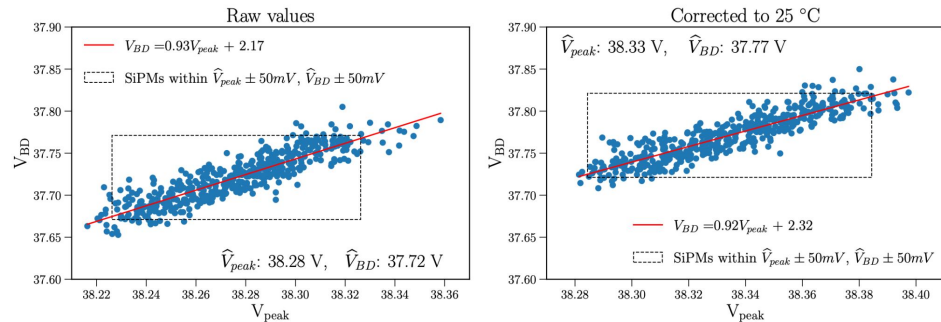 Raw values
V_BD =0.93V_peak + 2.17
SiPMs within V̂_peak ± 50mV, V̂_BD ± 50mV
V̂_peak: 38.28 V, V̂_BD: 37.72 V
37.90
37.85
37.80
37.75
37.70
37.65
37.60
V_BD
38.22
38.24
38.26
38.28
38.30
38.32
38.34
38.36
V_peak
Corrected to 25 °C
V̂_peak: 38.33 V, V̂_BD: 37.77 V
V_BD =0.92V_peak + 2.32
SiPMs within V̂_peak ± 50mV, V̂_BD ± 50mV
37.90
37.85
37.80
37.75
37.70
37.65
37.60
V_BD
38.28
38.30
38.32
38.34
38.36
38.38
38.40
V_peak